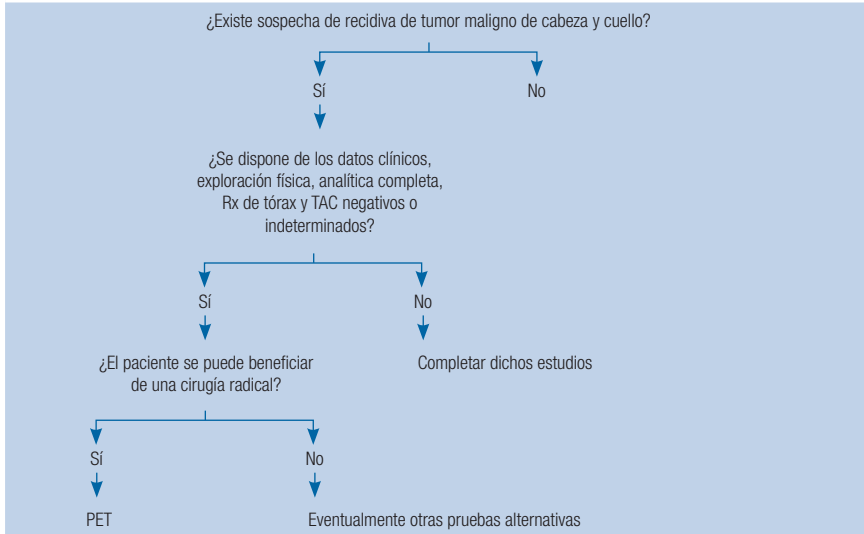 ¿Existe sospecha de recidiva de tumor maligno de cabeza y cuello?
Sí
No
¿Se dispone de los datos clínicos,
exploración física, analítica completa,
Rx de tórax y TAC negativos o
indeterminados?
Sí
No
¿El paciente se puede beneficiar
de una cirugía radical?
Completar dichos estudios
Sí
No
PET
Eventualmente otras pruebas alternativas